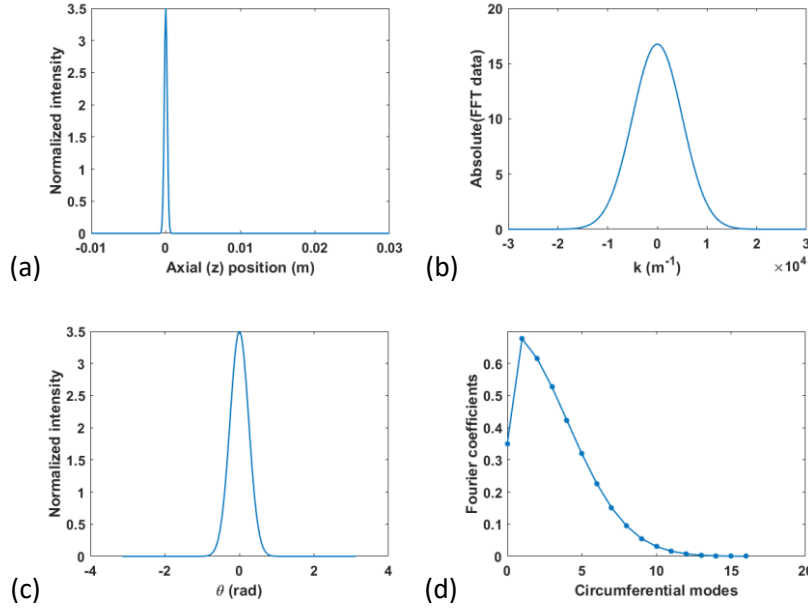 3.5
3
2.5
2
1.5
1
0.5
0
-0.01 0 0.01 0.02 0.03
Normalized intensity
Axial (z) position (m)
(a)
20
15
10
5
0
-3 -2 -1 0 1 2 3
×10⁴
Absolute(FFT data)
k (m⁻¹)
(b)
3.5
3
2.5
2
1.5
1
0.5
0
-4 -2 0 2 4
Normalized intensity
θ (rad)
(c)
0.6
0.5
0.4
0.3
0.2
0.1
0
0 5 10 15 20
Fourier coefficients
Circumferential modes
(d)